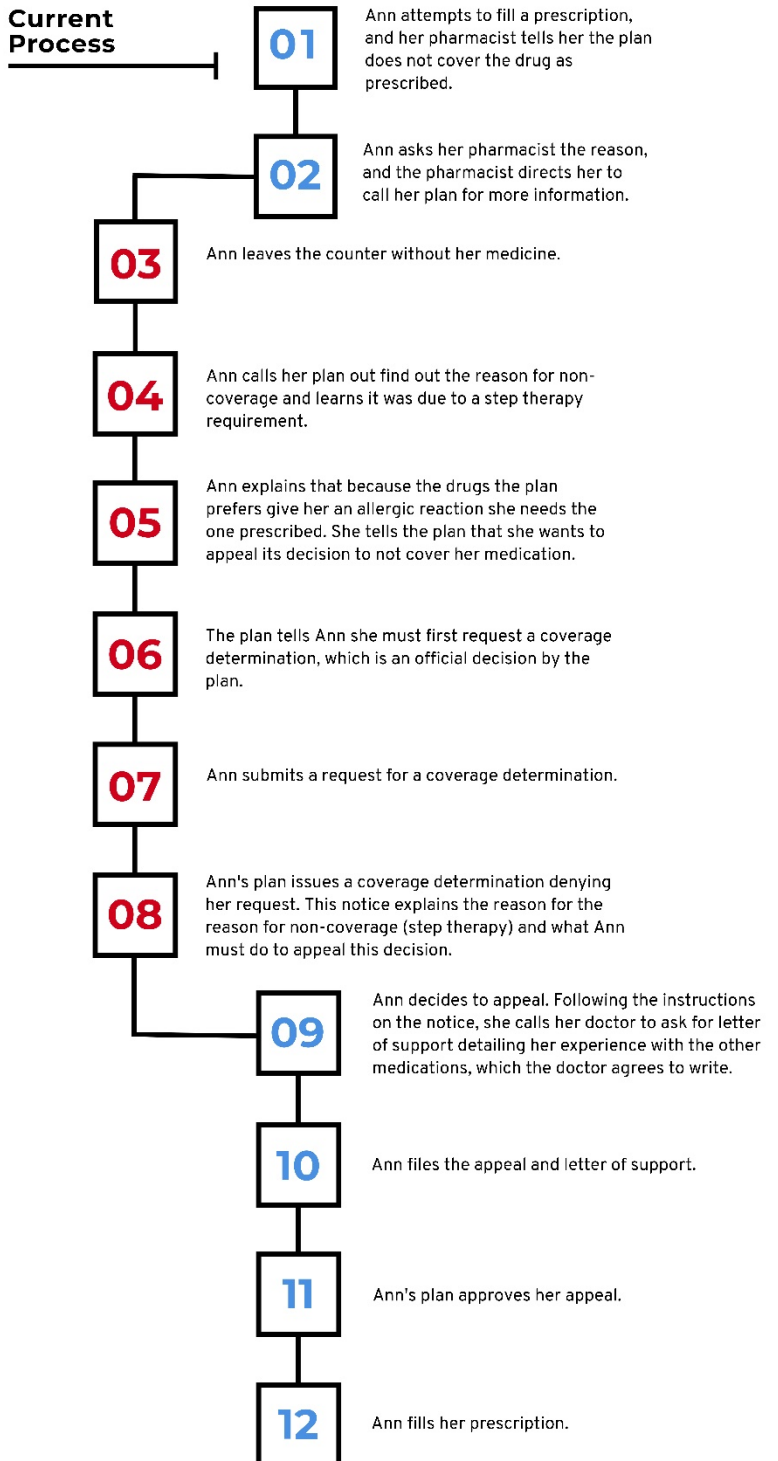 Current
Process
01
Ann attempts to fill a prescription,
and her pharmacist tells her the plan
does not cover the drug as
prescribed.
02
Ann asks her pharmacist the reason,
and the pharmacist directs her to
call her plan for more information.
03
Ann leaves the counter without her medicine.
04
Ann calls her plan out find out the reason for non-
coverage and learns it was due to a step therapy
requirement.
05
Ann explains that because the drugs the plan
prefers give her an allergic reaction she needs the
one prescribed. She tells the plan that she wants to
appeal its decision to not cover her medication.
06
The plan tells Ann she must first request a coverage
determination, which is an official decision by the
plan.
07
Ann submits a request for a coverage determination.
08
Ann's plan issues a coverage determination denying
her request. This notice explains the reason for the
reason for non-coverage (step therapy) and what Ann
must do to appeal this decision.
09
Ann decides to appeal. Following the instructions
on the notice, she calls her doctor to ask for letter
of support detailing her experience with the other
medications, which the doctor agrees to write.
10
Ann files the appeal and letter of support.
11
Ann's plan approves her appeal.
12
Ann fills her prescription.